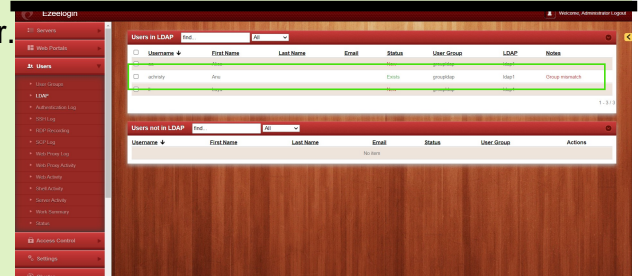 Ezeelogin
Welcome, Administrator Logout
r.
Servers
Web Portals
Users
User Groups
LDAP
Authentication Log
SSH Log
RDP Recording
SCP Log
Web Proxy Log
Web Proxy Activity
Web Activity
Shell Activity
Server Activity
Work Summary
Status
Access Control
Settings
Users in LDAP find... All
Username First Name Last Name Email Status User Group LDAP Notes
New groupldap ldap1
achristy Anu Exists groupldap ldap1 Group mismatch
New groupldap ldap1
1 - 3 / 3
Users not in LDAP find... All
Username First Name Last Name Email Status User Group Actions
No item